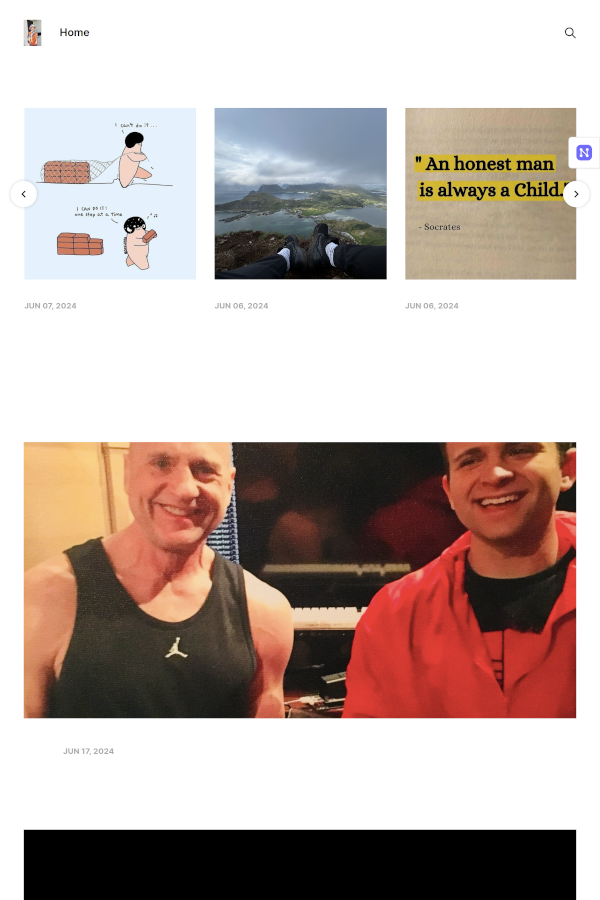 Home
I can't do it...
I CAN DO IT!
one step at a Time
" An honest man
is always a Child."
- Socrates
JUN 07, 2024
JUN 06, 2024
JUN 06, 2024
JUN 17, 2024